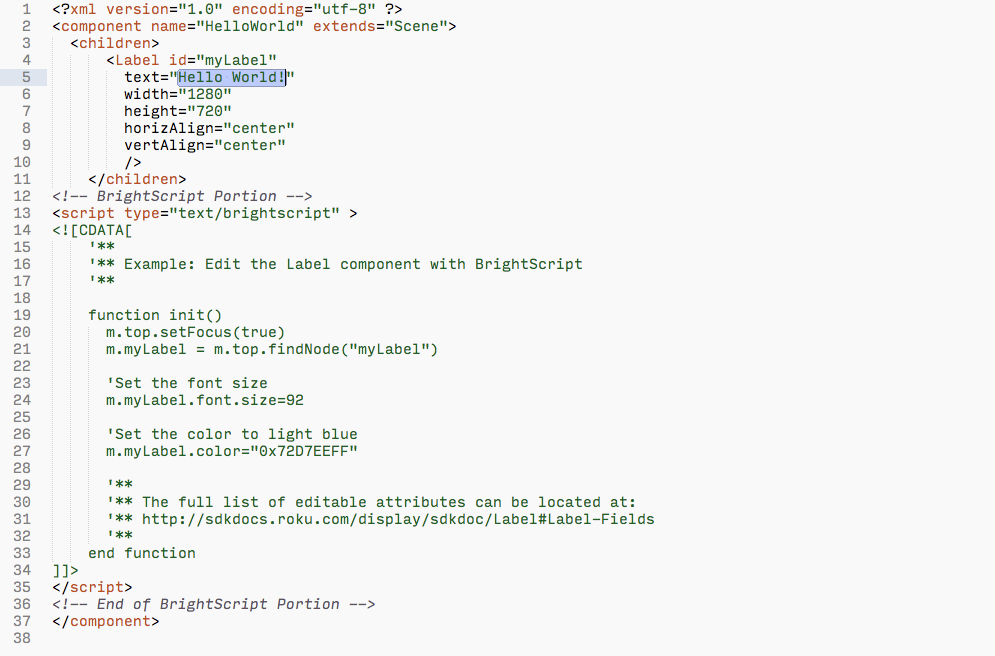 1 <?xml version="1.0" encoding="utf-8" ?>
2 <component name="HelloWorld" extends="Scene">
3   <children>
4       <Label id="myLabel"
5         text="Hello World!"
6         width="1280"
7         height="720"
8         horizAlign="center"
9         vertAlign="center"
10         />
11     </children>
12 <!-- BrightScript Portion -->
13 <script type="text/brightscript" >
14 <![CDATA[
15     '**
16     '** Example: Edit the Label component with BrightScript
17     '**
18
19     function init()
20       m.top.setFocus(true)
21       m.myLabel = m.top.findNode("myLabel")
22
23       'Set the font size
24       m.myLabel.font.size=92
25
26       'Set the color to light blue
27       m.myLabel.color="0x72D7EEFF"
28
29       '**
30       '** The full list of editable attributes can be located at:
31       '** http://sdkdocs.roku.com/display/sdkdoc/Label#Label-Fields
32       '**
33     end function
34 ]]>
35 </script>
36 <!-- End of BrightScript Portion -->
37 </component>
38